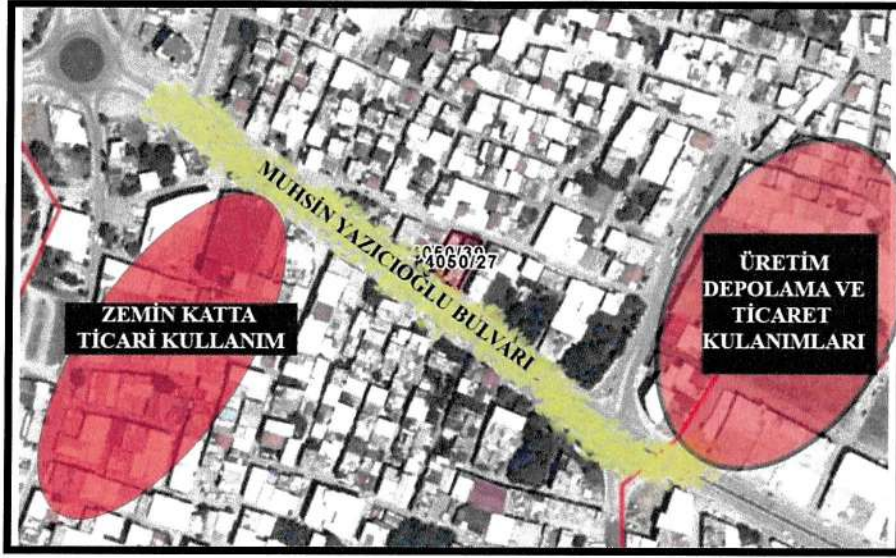 MUHSİN YAZICIOĞLU BULVARI
4050/27
ZEMİN KATTA
TİCARİ KULLANIM
ÜRETİM
DEPOLAMA VE
TİCARET
KULANIMLARI